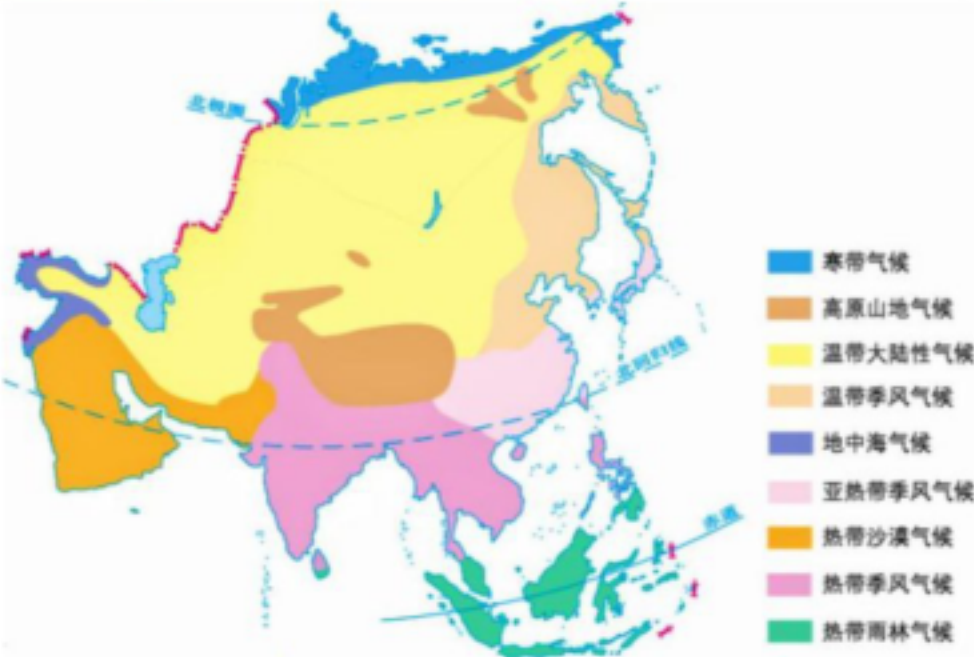 北极圈
北回归线
赤道
寒带气候
高原山地气候
温带大陆性气候
温带季风气候
地中海气候
亚热带季风气候
热带沙漠气候
热带季风气候
热带雨林气候